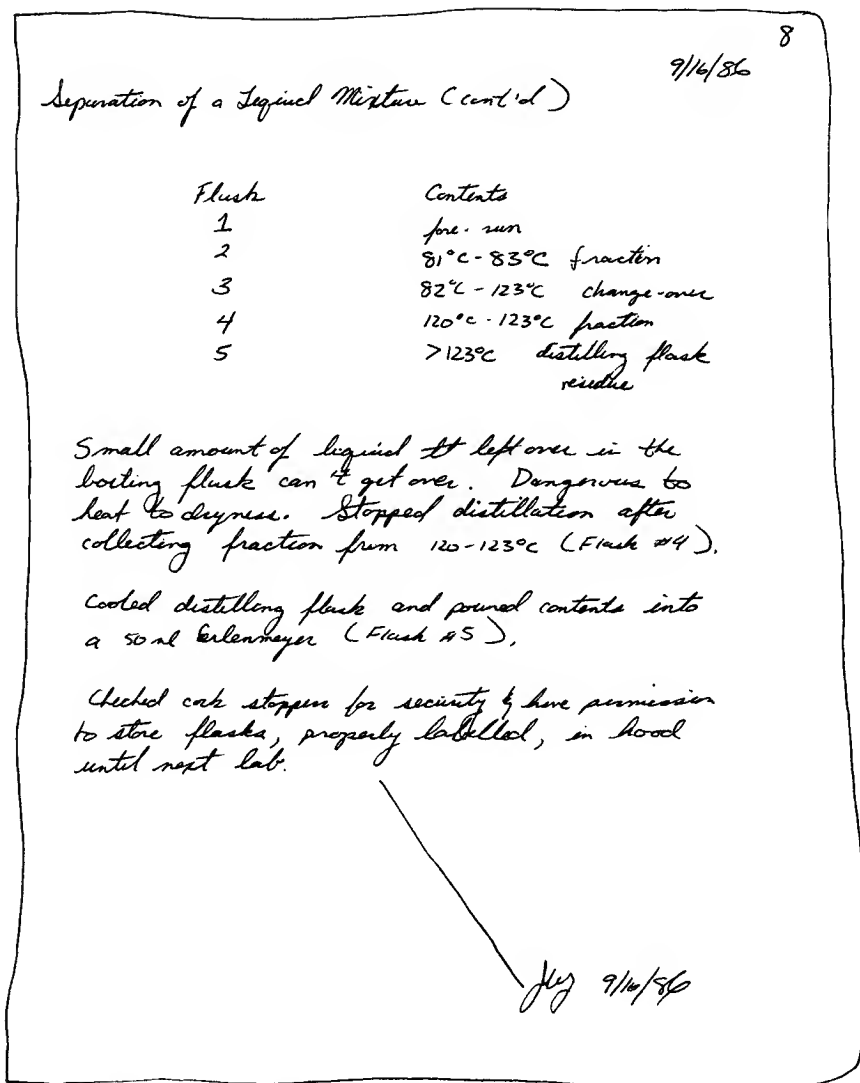 8
9/16/86
Separation of a Liquid Mixture (cont'd)
Flask Contents
1 fore-run
2 81°C-83°C fraction
3 82°C-123°C change-over
4 120°C-123°C fraction
5 >123°C distilling flask
residue
Small amount of liquid left over in the
boiling flask can't get over. Dangerous to
heat to dryness. Stopped distillation after
collecting fraction from 120-123°C (Flask #4).
Cooled distilling flask and poured contents into
a 50 ml Erlenmeyer (Flask #5).
Checked cork stoppers for security & have permission
to store flasks, properly labelled, in hood
until next lab.
9/16/86